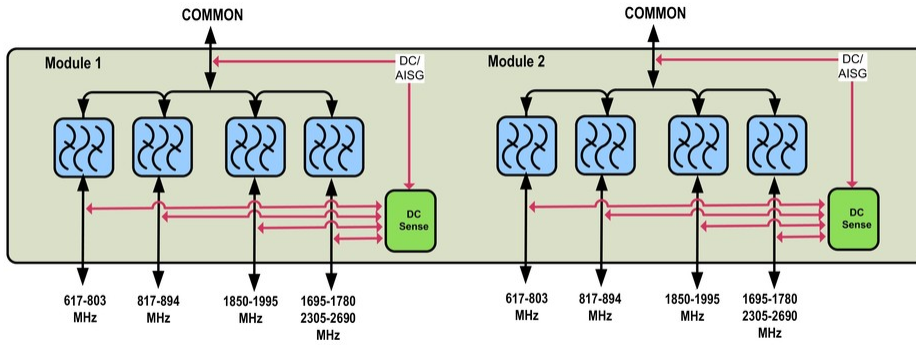 COMMON
Module 1
DC/
AISG
DC
Sense
617-803
MHz
817-894
MHz
1850-1995
MHz
1695-1780
2305-2690
MHz
COMMON
Module 2
DC/
AISG
DC
Sense
617-803
MHz
817-894
MHz
1850-1995
MHz
1695-1780
2305-2690
MHz